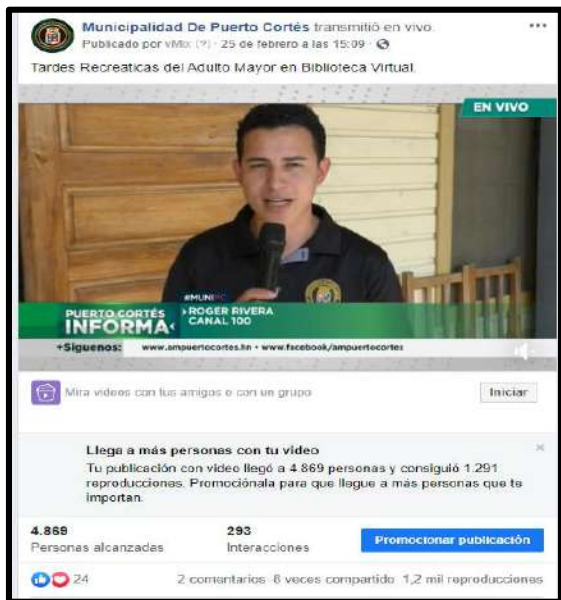 Municipalidad De Puerto Cortés transmitió en vivo.
Publicado por vMix (?) · 25 de febrero a las 15:09 ·
Tardes Recreaticas del Adulto Mayor en Biblioteca Virtual.
EN VIVO
#MUNIPC
PUERTO CORTÉS
INFORMA
ROGER RIVERA
CANAL 100
+Siguenos: www.ampuertocortes.hn • www.facebook/ampuertocortes
Mira videos con tus amigos o con un grupo
Iniciar
Llega a más personas con tu video
Tu publicación con video llegó a 4 869 personas y consiguió 1.291
reproducciones. Promociónala para que llegue a más personas que te
importan.
4.869
Personas alcanzadas
293
Interacciones
Promocionar publicación
24
2 comentarios 8 veces compartido 1,2 mil reproducciones